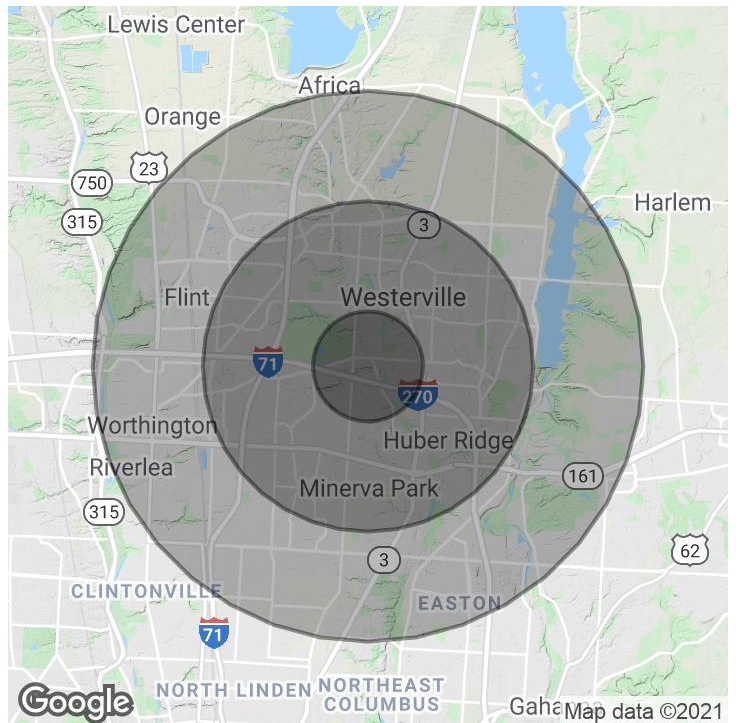 Lewis Center
Africa
Orange
23
750
315
3
Harlem
Flint
Westerville
71
270
Worthington
Huber Ridge
Riverlea
161
Minerva Park
315
3
62
CLINTONVILLE
EASTON
71
NORTH LINDEN
NORTHEAST
COLUMBUS
Google
Map data ©2021